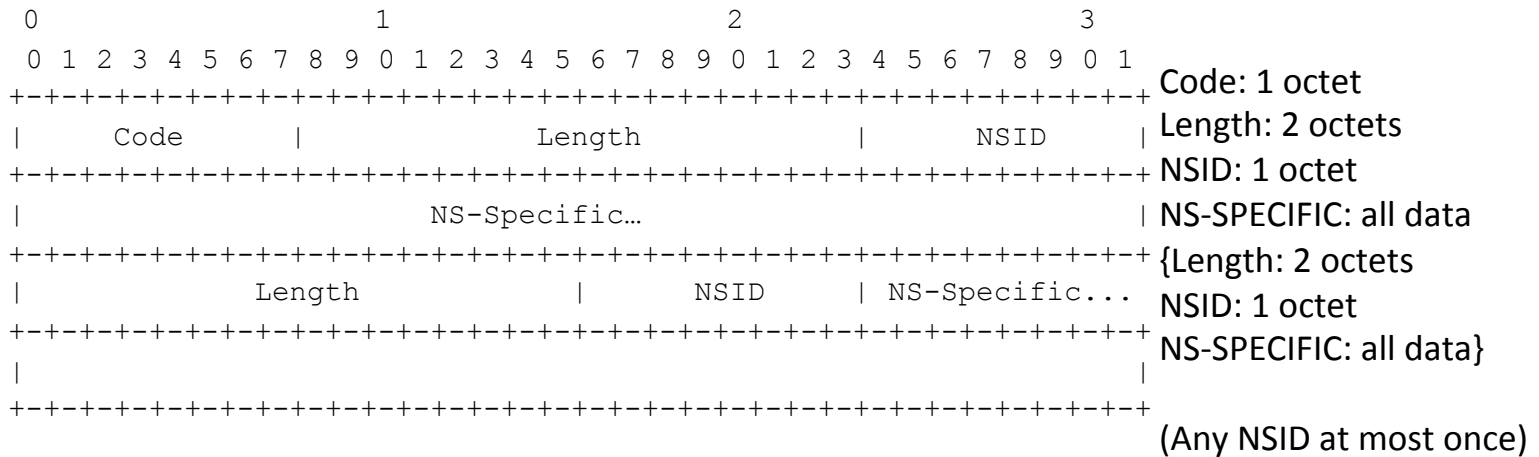 0                   1                   2                   3
0 1 2 3 4 5 6 7 8 9 0 1 2 3 4 5 6 7 8 9 0 1 2 3 4 5 6 7 8 9 0 1
+-+-+-+-+-+-+-+-+-+-+-+-+-+-+-+-+-+-+-+-+-+-+-+-+-+-+-+-+-+-+-+-+
|     Code      |             Length            |      NSID     |
+-+-+-+-+-+-+-+-+-+-+-+-+-+-+-+-+-+-+-+-+-+-+-+-+-+-+-+-+-+-+-+-+
|                       NS-Specific…                            |
+-+-+-+-+-+-+-+-+-+-+-+-+-+-+-+-+-+-+-+-+-+-+-+-+-+-+-+-+-+-+-+-+
|             Length            |      NSID     | NS-Specific...
+-+-+-+-+-+-+-+-+-+-+-+-+-+-+-+-+-+-+-+-+-+-+-+-+-+-+-+-+-+-+-+-+
|                                                               |
+-+-+-+-+-+-+-+-+-+-+-+-+-+-+-+-+-+-+-+-+-+-+-+-+-+-+-+-+-+-+-+-+
Code: 1 octet
Length: 2 octets
NSID: 1 octet
NS-SPECIFIC: all data
{Length: 2 octets
NSID: 1 octet
NS-SPECIFIC: all data}
(Any NSID at most once)